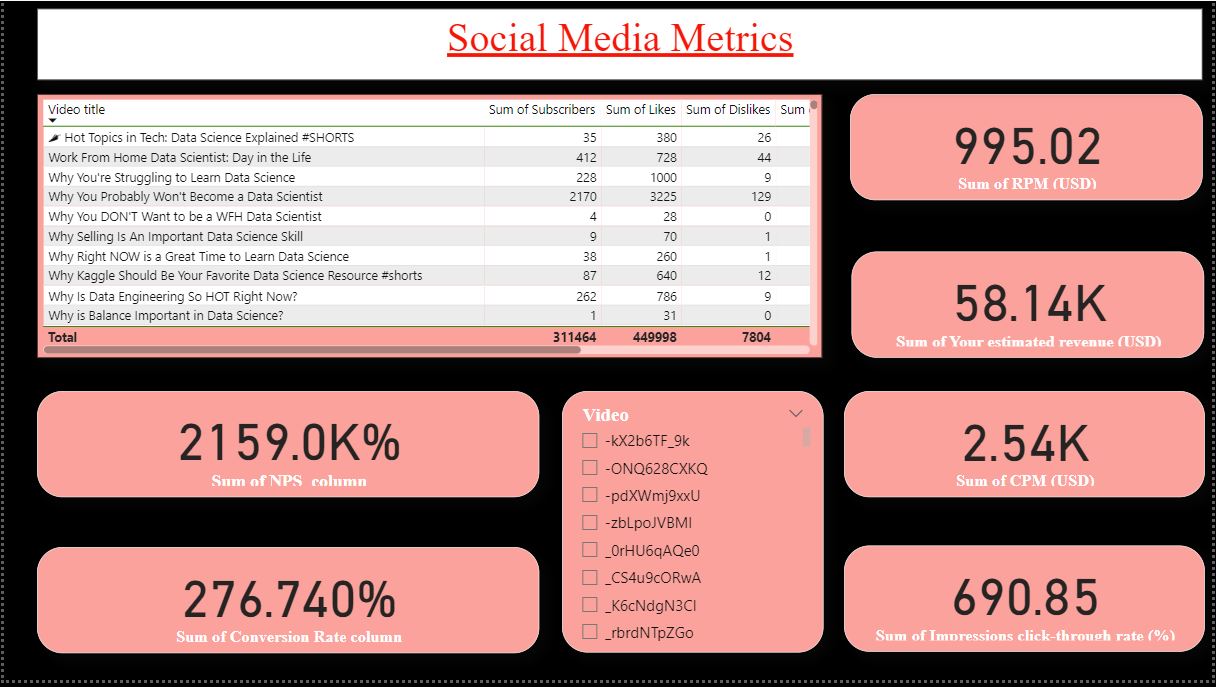 Social Media Metrics
Video title Sum of Subscribers Sum of Likes Sum of Dislikes Sum
Hot Topics in Tech: Data Science Explained #SHORTS 35 380 26
Work From Home Data Scientist: Day in the Life 412 728 44
Why You're Struggling to Learn Data Science 228 1000 9
Why You Probably Won't Become a Data Scientist 2170 3225 129
Why You DON'T Want to be a WFH Data Scientist 4 28 0
Why Selling Is An Important Data Science Skill 9 70 1
Why Right NOW is a Great Time to Learn Data Science 38 260 1
Why Kaggle Should Be Your Favorite Data Science Resource #shorts 87 640 12
Why Is Data Engineering So HOT Right Now? 262 786 9
Why is Balance Important in Data Science? 1 31 0
Total 311464 449998 7804
995.02
Sum of RPM (USD)
58.14K
Sum of Your estimated revenue (USD)
2159.0K%
Sum of NPS_column
276.740%
Sum of Conversion Rate column
Video
-kX2b6TF_9k
-ONQ628CXKQ
-pdXWmj9xxU
-zbLpoJVBMI
_0rHU6qAQe0
_CS4u9cORwA
_K6cNdgN3CI
_rbrdNTpZGo
2.54K
Sum of CPM (USD)
690.85
Sum of Impressions click-through rate (%)